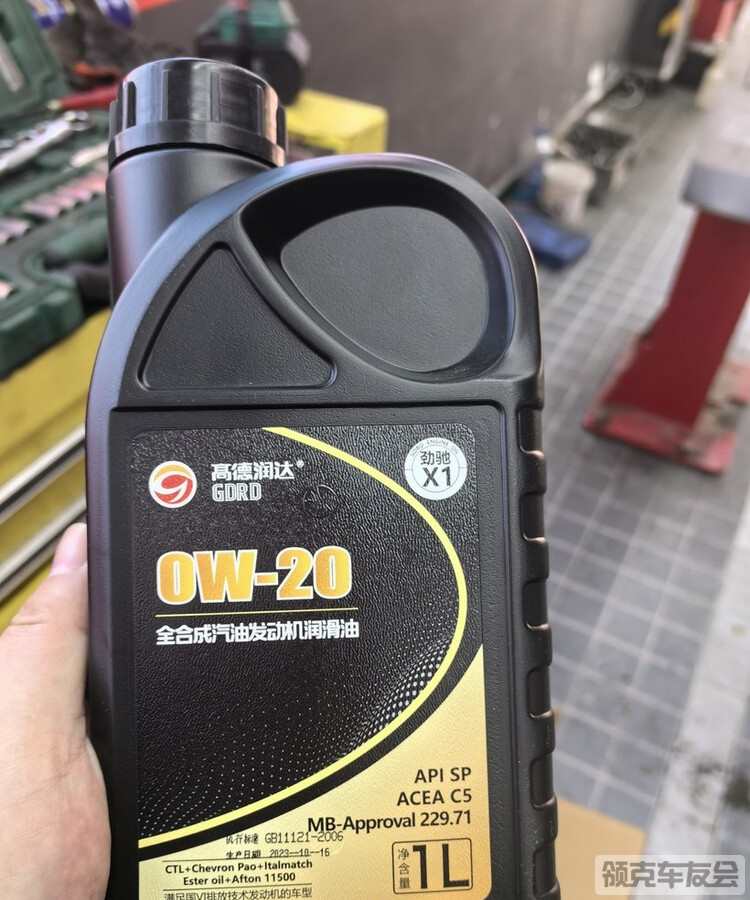 高德润达®
GDRD
GDRD ENGINE OIL
劲驰
X1
0W-20
全合成汽油发动机润滑油
API SP
ACEA C5
MB-Approval 229.71
执行标准 GB11121-2006
生产日期 2023-10-16
CTL+Chevron Pao+Italmatch
Ester oil+Afton 11500
满足国VI排放技术发动机的车型
净含量
1L
领克车友会